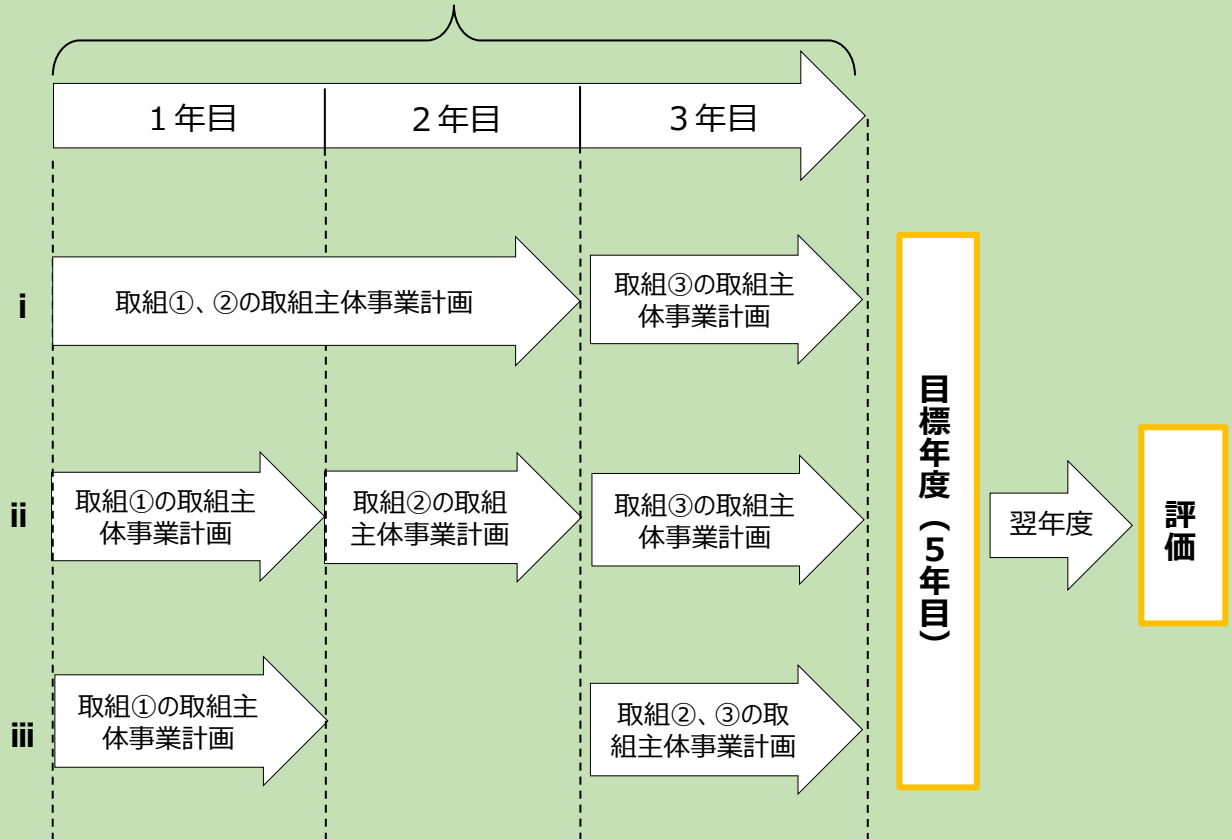 1年目
2年目
3年目
i
取組①、②の取組主体事業計画
取組③の取組主
体事業計画
ii
取組①の取組主
体事業計画
取組②の取組
主体事業計画
取組③の取組主
体事業計画
iii
取組①の取組主
体事業計画
取組②、③の取
組主体事業計画
目標年度（5年目）
翌年度
評価